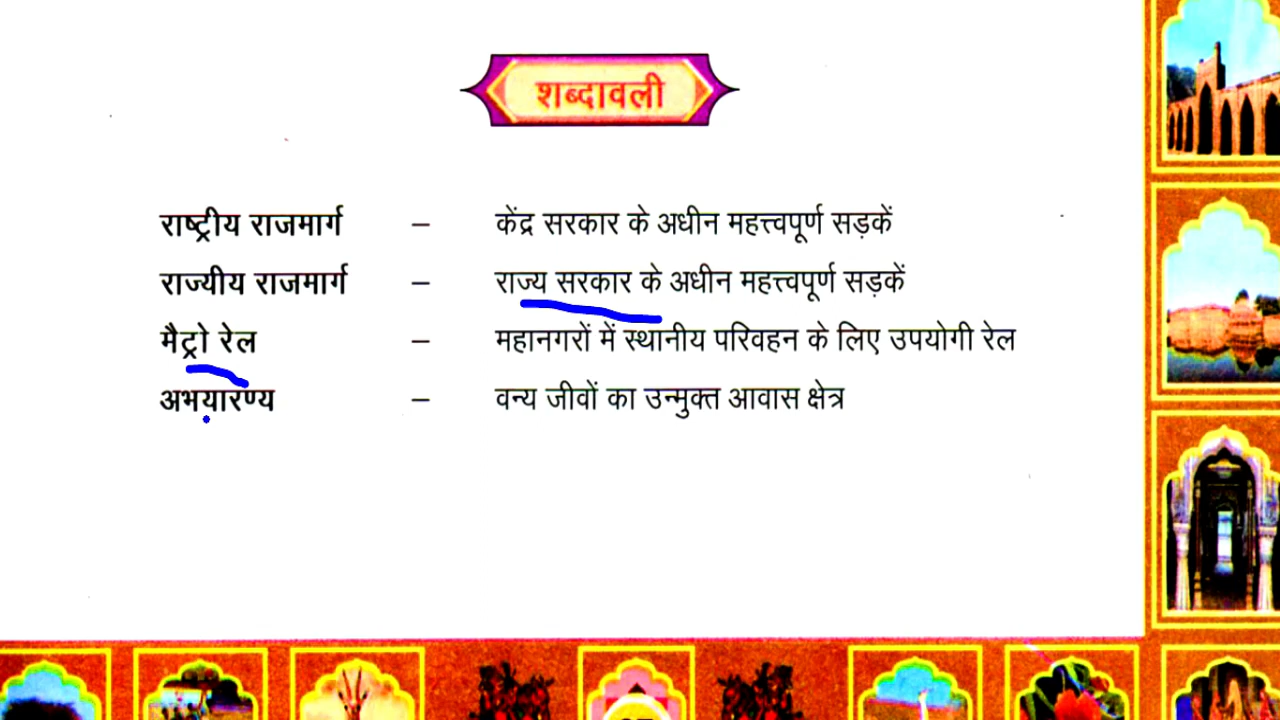 शब्दावली
राष्ट्रीय राजमार्ग – केंद्र सरकार के अधीन महत्त्वपूर्ण सड़कें
राज्यीय राजमार्ग – राज्य सरकार के अधीन महत्त्वपूर्ण सड़कें
मैट्रो रेल – महानगरों में स्थानीय परिवहन के लिए उपयोगी रेल
अभयारण्य – वन्य जीवों का उन्मुक्त आवास क्षेत्र